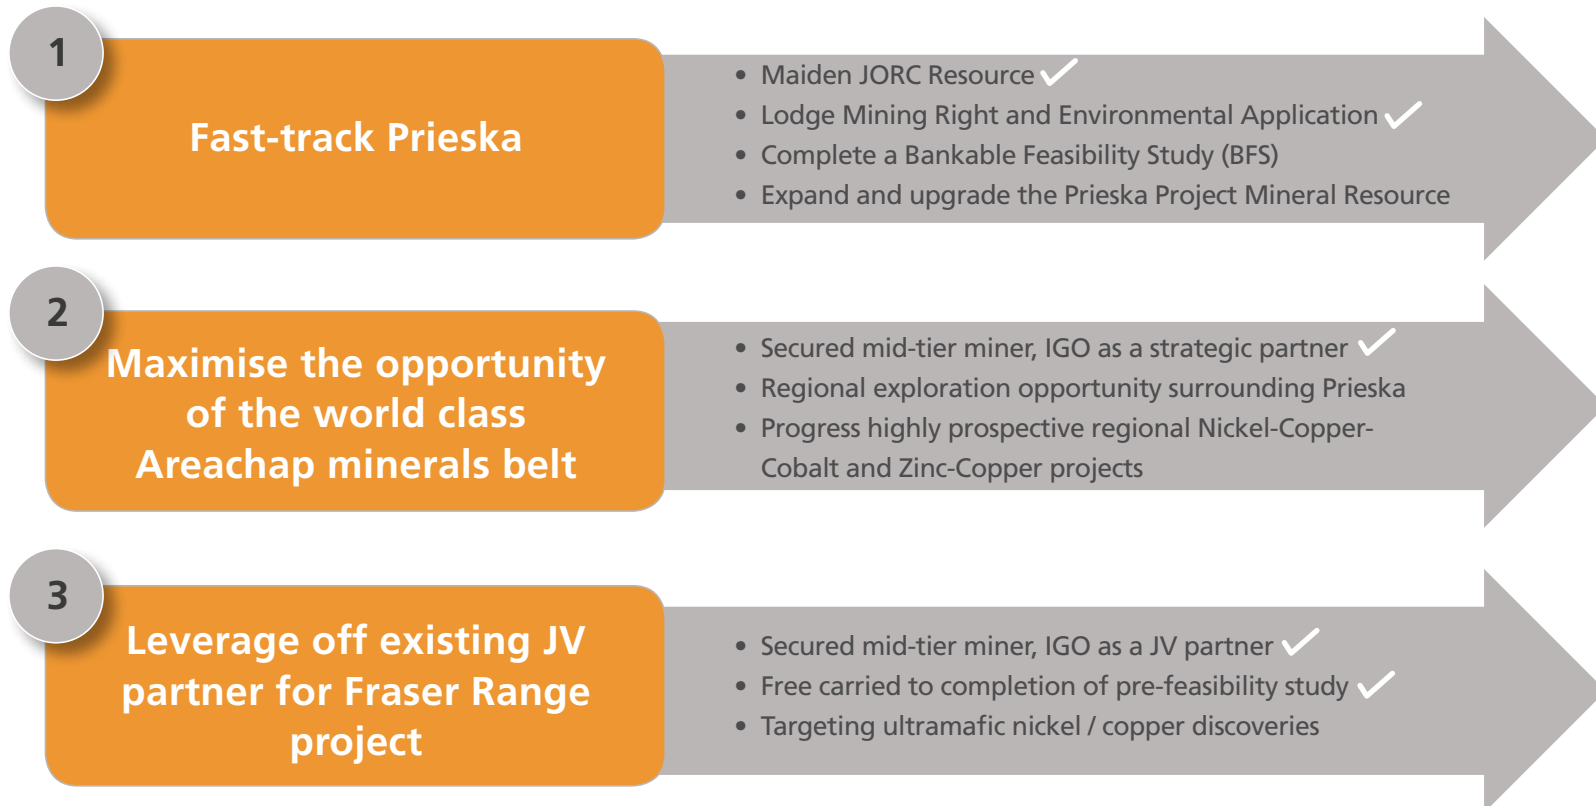 1
Fast-track Prieska
• Maiden JORC Resource ✓
• Lodge Mining Right and Environmental Application ✓
• Complete a Bankable Feasibility Study (BFS)
• Expand and upgrade the Prieska Project Mineral Resource
2
Maximise the opportunity
of the world class
Areachap minerals belt
• Secured mid-tier miner, IGO as a strategic partner ✓
• Regional exploration opportunity surrounding Prieska
• Progress highly prospective regional Nickel-Copper-
Cobalt and Zinc-Copper projects
3
Leverage off existing JV
partner for Fraser Range
project
• Secured mid-tier miner, IGO as a JV partner ✓
• Free carried to completion of pre-feasibility study ✓
• Targeting ultramafic nickel / copper discoveries